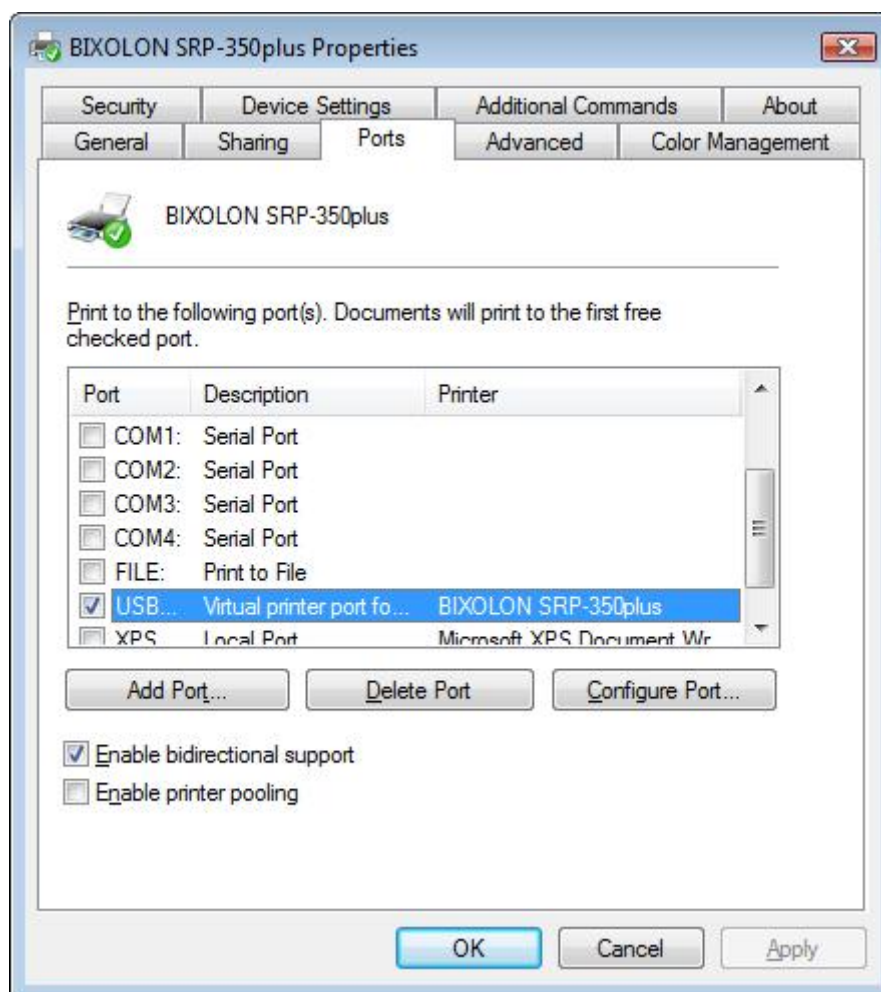 BIXOLON SRP-350plus Properties
Security Device Settings Additional Commands About
General Sharing Ports Advanced Color Management
BIXOLON SRP-350plus
Print to the following port(s). Documents will print to the first free
checked port.
Port Description Printer
COM1: Serial Port
COM2: Serial Port
COM3: Serial Port
COM4: Serial Port
FILE: Print to File
USB... Virtual printer port fo... BIXOLON SRP-350plus
XPS Local Port Microsoft XPS Document Wr
Add Port... Delete Port Configure Port...
Enable bidirectional support
Enable printer pooling
OK Cancel Apply